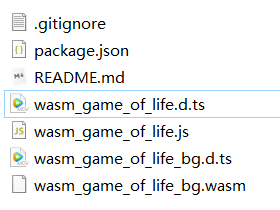 .gitignore
package.json
README.md
wasm_game_of_life.d.ts
wasm_game_of_life.js
wasm_game_of_life_bg.d.ts
wasm_game_of_life_bg.wasm